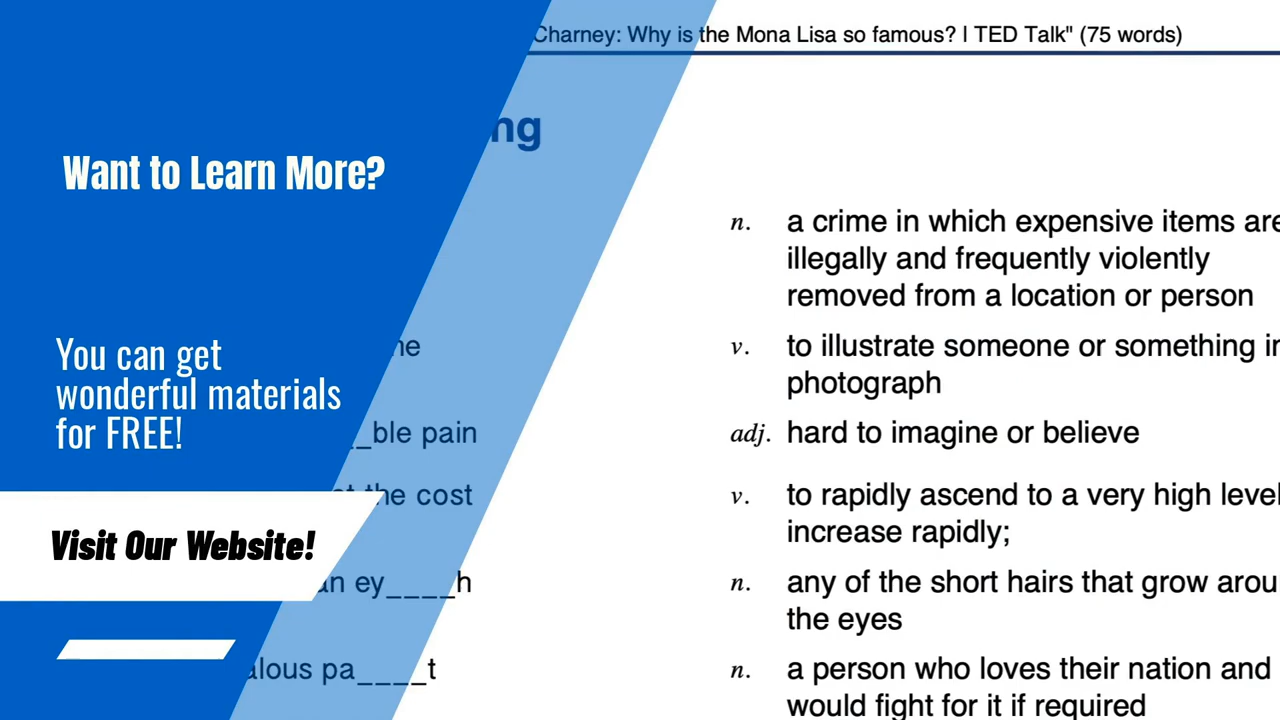 Charney: Why is the Mona Lisa so famous? | TED Talk" (75 words)
Want to Learn More?
You can get
wonderful materials
for FREE!
Visit Our Website!
ble pain
the cost
ey____h
alous pa____t
n. a crime in which expensive items are
illegally and frequently violently
removed from a location or person
v. to illustrate someone or something in
photograph
adj. hard to imagine or believe
v. to rapidly ascend to a very high level
increase rapidly;
n. any of the short hairs that grow arou
the eyes
n. a person who loves their nation and
would fight for it if required